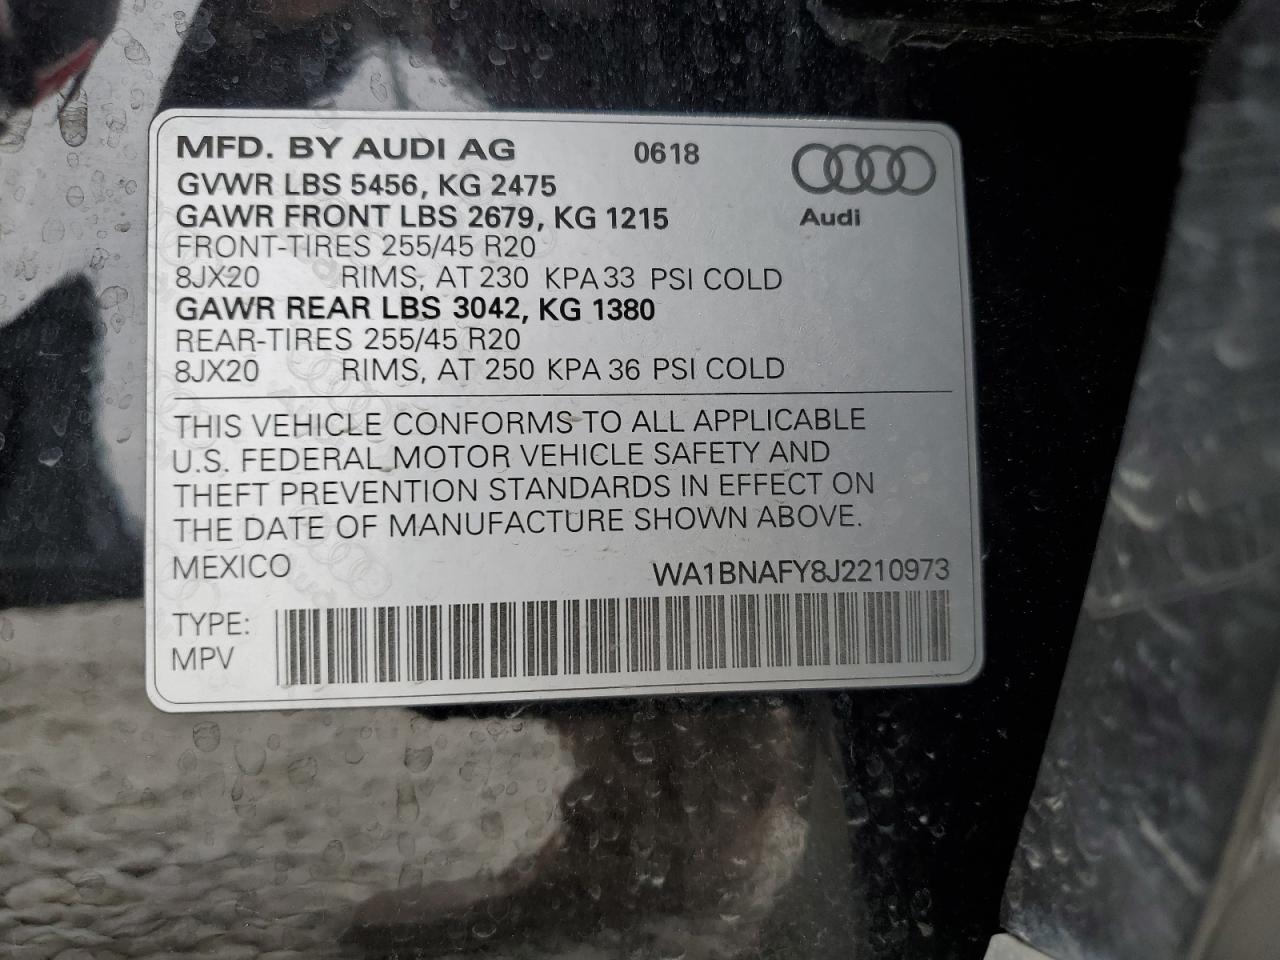 MFD. BY AUDI AG 0618
GVWR LBS 5456, KG 2475
GAWR FRONT LBS 2679, KG 1215
Audi
FRONT-TIRES 255/45 R20
8JX20 RIMS, AT 230 KPA 33 PSI COLD
GAWR REAR LBS 3042, KG 1380
REAR-TIRES 255/45 R20
8JX20 RIMS, AT 250 KPA 36 PSI COLD
THIS VEHICLE CONFORMS TO ALL APPLICABLE
U.S. FEDERAL MOTOR VEHICLE SAFETY AND
THEFT PREVENTION STANDARDS IN EFFECT ON
THE DATE OF MANUFACTURE SHOWN ABOVE.
MEXICO WA1BNAFY8J2210973
TYPE:
MPV